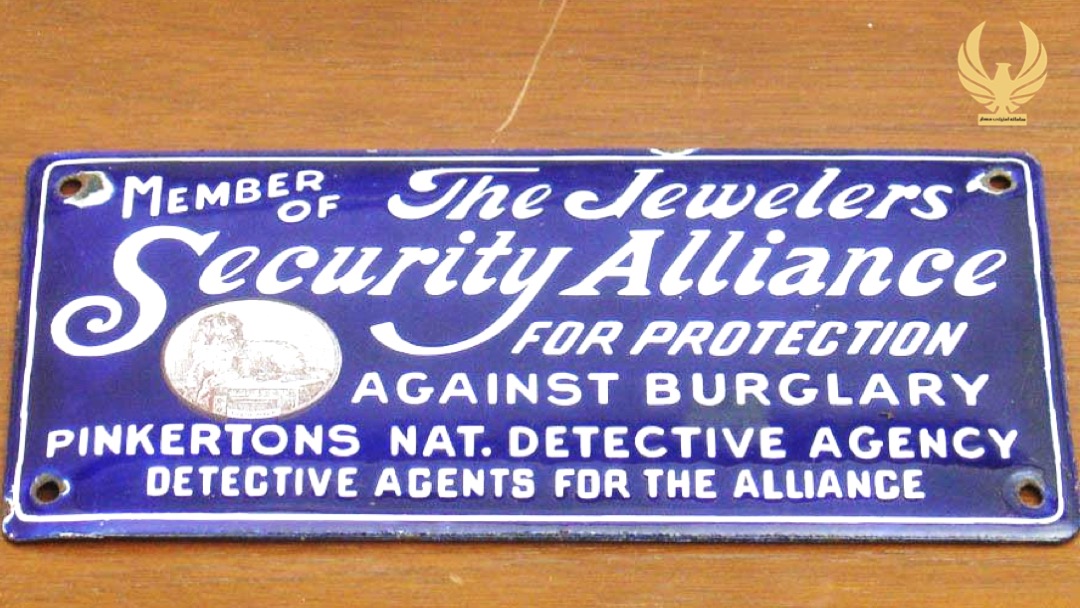 MEMBER OF The Jewelers
Security Alliance
FOR PROTECTION
AGAINST BURGLARY
PINKERTONS NAT. DETECTIVE AGENCY
DETECTIVE AGENTS FOR THE ALLIANCE